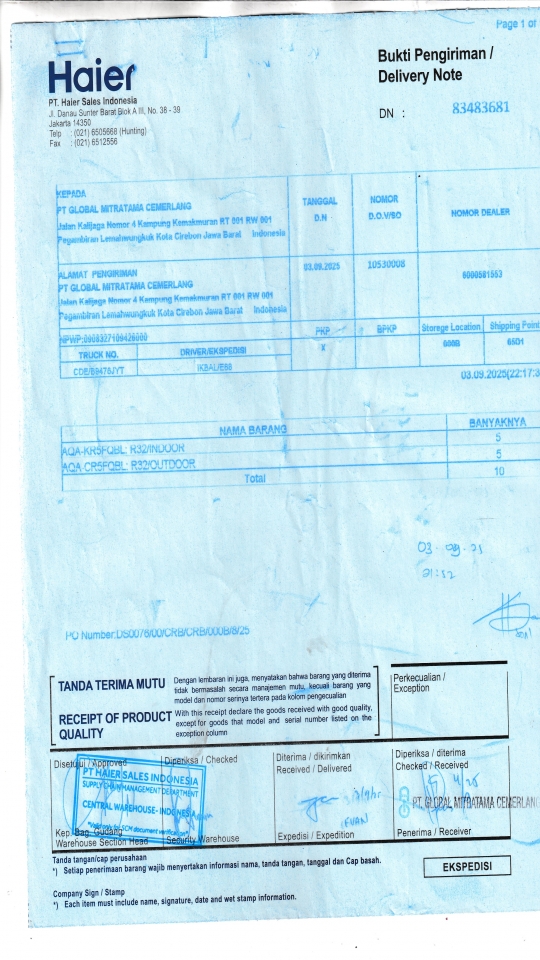 Page 1 of
Haier
PT. Haier Sales Indonesia
Jl. Danau Sunter Barat Blok A III, No. 38 - 39
Jakarta 14350
Telp : (021) 6505668 (Hunting)
Fax : (021) 6512556
Bukti Pengiriman /
Delivery Note
DN : 83483681
KEPADA
PT GLOBAL MITRATAMA CEMERLANG
Jalan Kalijaga Nomor 4 Kampung Kemakmuran RT 001 RW 001
Pegambiran Lemahwungkuk Kota Cirebon Jawa Barat Indonesia
TANGGAL
D.N
NOMOR
D.O.V/SO
NOMOR DEALER
ALAMAT PENGIRIMAN
PT GLOBAL MITRATAMA CEMERLANG
Jalan Kalijaga Nomor 4 Kampung Kemakmuran RT 001 RW 001
Pegambiran Lemahwungkuk Kota Cirebon Jawa Barat Indonesia
03.09.2025
10530008
NPWP:0908327109426000
PKP
BPKP
Storege Location
Shipping Point
X
TRUCK NO.
DRIVER/EKSPEDISI
IKBAL/E88
03.09.2025(22:17:3
NAMA BARANG
BANYAKNYA
AQA-KR5FQBL: R32/INDOOR
5
AQA CR5FQBL: R32/OUTDOOR
5
Total
10
21:52
PO Number:DS0076/00/CRB/CRB/000B/8/25
TANDA TERIMA MUTU
Dengan lembaran ini juga, menyatakan bahwa barang yang diterima
tidak bermasalah secara manajemen mutu, kecuali barang yang
model dan nomor serinya tertera pada kolom pengecualian
RECEIPT OF PRODUCT
QUALITY
With this receipt declare the goods received with good quality,
except for goods that model and serial number listed on the
exception column
Perkecualian /
Exception
Disetujui / Approved
Diperiksa / Checked
Diterima / dikirimkan
Received / Delivered
Diperiksa / diterima
Checked / Received
PT HAIER SALES INDONESIA
SUPPLY CHAIN MANAGEMENT DEPARTMENT
CENTRAL WAREHOUSE- INDONESIA
*Valid only for SCM document verification
PT. GLOBAL MITRATAMA CEMERLANG
Kep. Bag. Gudang
Warehouse Section Head
Security Warehouse
Expedisi / Expedition
Penerima / Receiver
Tanda tangan/cap perusahaan
*) Setiap penerimaan barang wajib menyertakan informasi nama, tanda tangan, tanggal dan Cap basah.
EKSPEDISI
Company Sign / Stamp
*) Each item must include name, signature, date and wet stamp information.